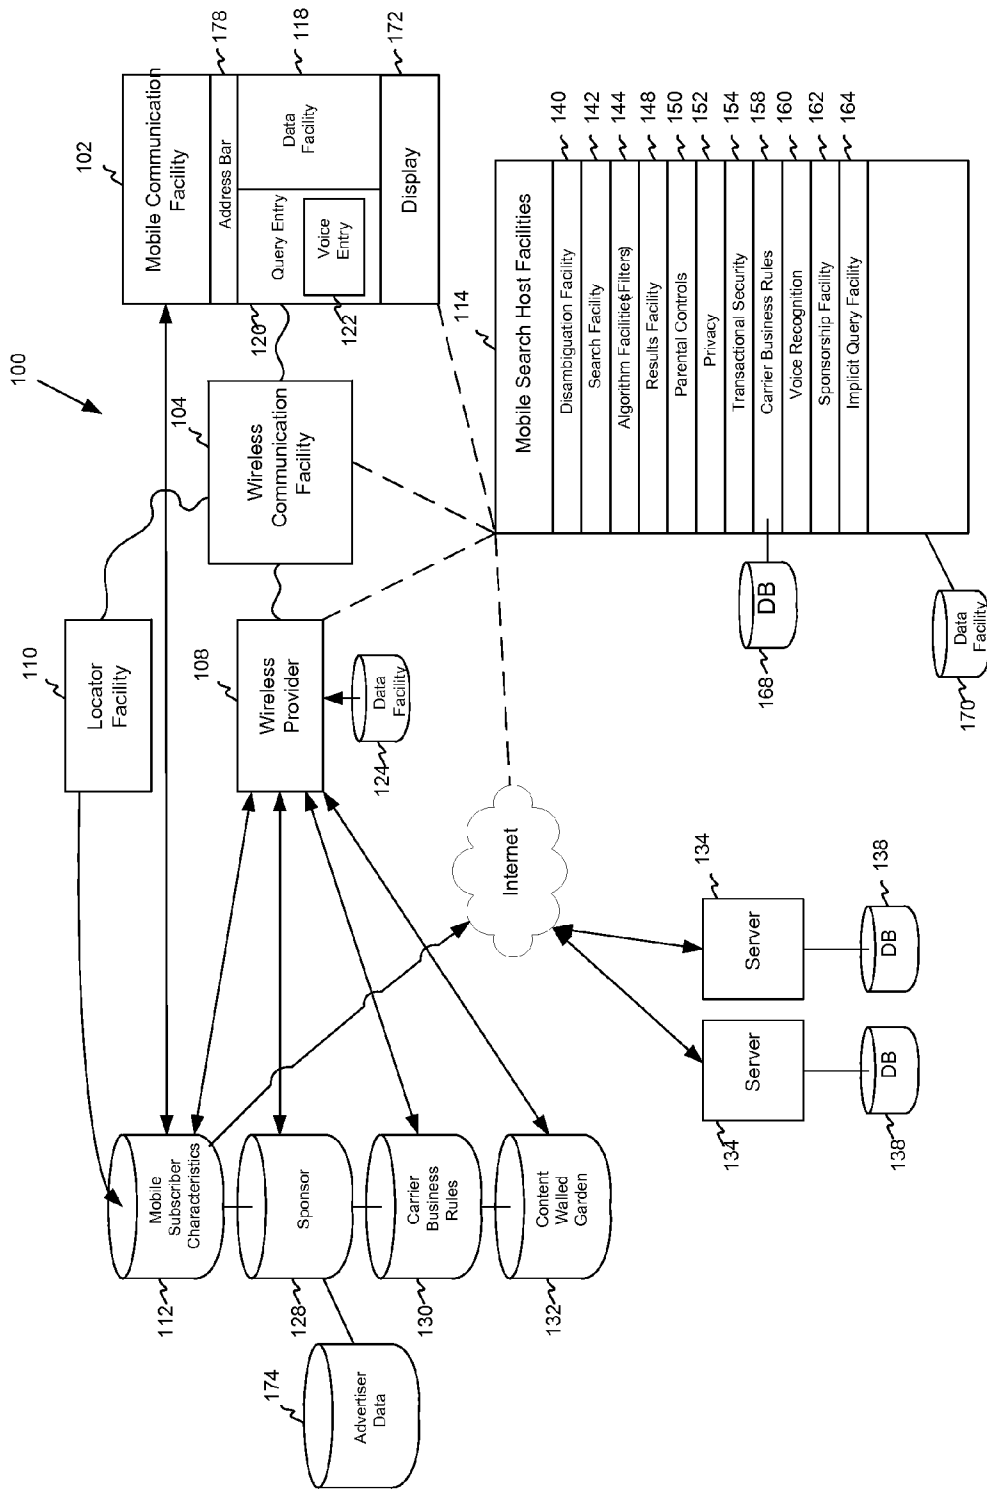 100
102
Mobile Communication
Facility
178
Address Bar
118
Data
Facility
Query Entry
120
Voice
Entry
122
172
Display
104
Wireless
Communication
Facility
110
Locator
Facility
108
Wireless
Provider
Data
Facility
124
Mobile
Subscriber
Characteristics
112
Sponsor
128
Carrier
Business
Rules
130
Content
Walled
Garden
132
174
Advertiser
Data
Internet
134
Server
138
DB
Server
134
DB
138
114
Mobile Search Host Facilities
Disambiguation Facility
140
Search Facility
142
Algorithm Facilities(Filters)
144
Results Facility
148
Parental Controls
150
Privacy
152
Transactional Security
154
Carrier Business Rules
158
Voice Recognition
160
Sponsorship Facility
162
Implicit Query Facility
164
DB
168
Data
Facility
170